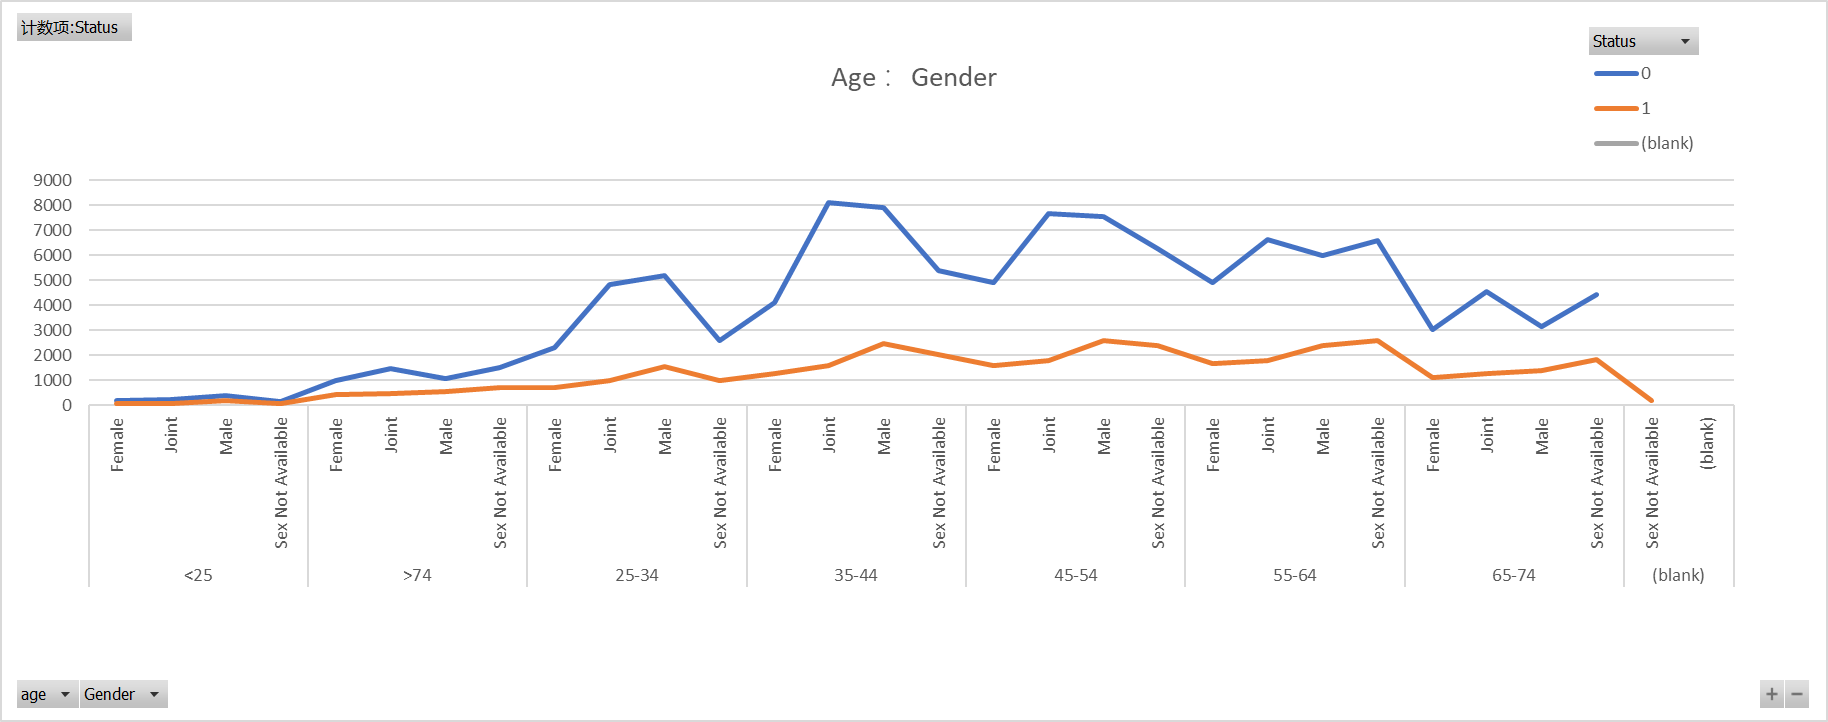 计数项:Status
Status
Age： Gender
0
1
(blank)
9000
8000
7000
6000
5000
4000
3000
2000
1000
0
Female
Joint
Male
Sex Not Available
Female
Joint
Male
Sex Not Available
Female
Joint
Male
Sex Not Available
Female
Joint
Male
Sex Not Available
Female
Joint
Male
Sex Not Available
Female
Joint
Male
Sex Not Available
Female
Joint
Male
Sex Not Available
Sex Not Available
(blank)
<25
>74
25-34
35-44
45-54
55-64
65-74
(blank)
age
Gender